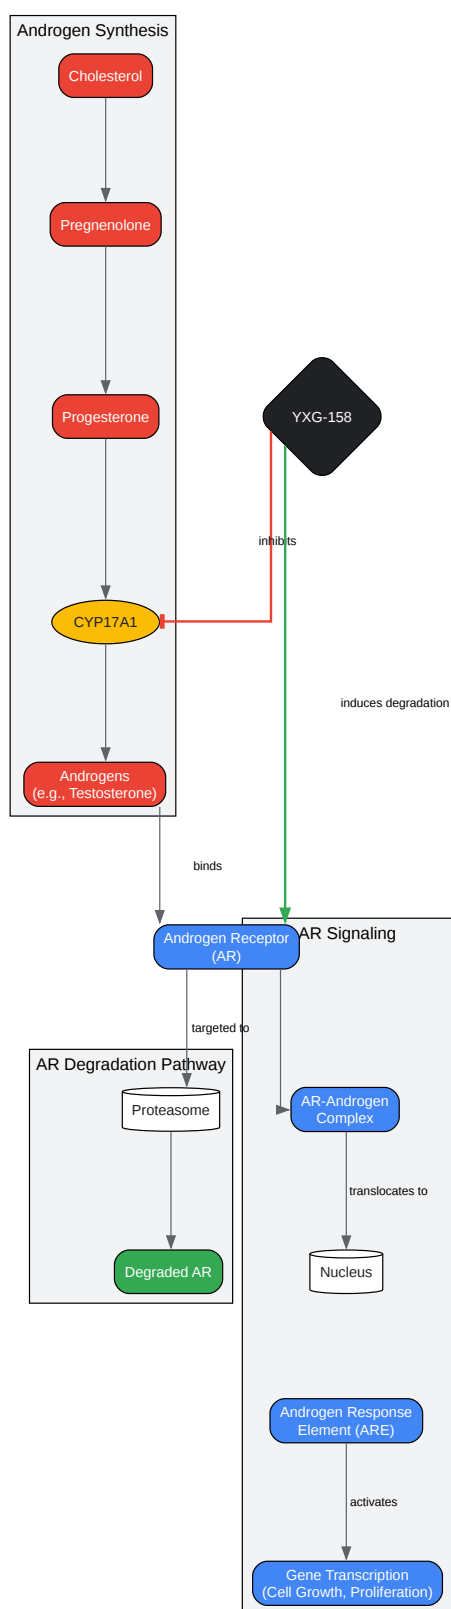 Androgen Synthesis
Cholesterol
Pregnenolone
Progesterone
YXG-158
inhibits
CYP17A1
induces degradation
Androgens
(e.g., Testosterone)
binds
Androgen Receptor
(AR)
AR Signaling
targeted to
AR Degradation Pathway
Proteasome
AR-Androgen
Complex
translocates to
Degraded AR
Nucleus
Androgen Response
Element (ARE)
activates
Gene Transcription
(Cell Growth, Proliferation)